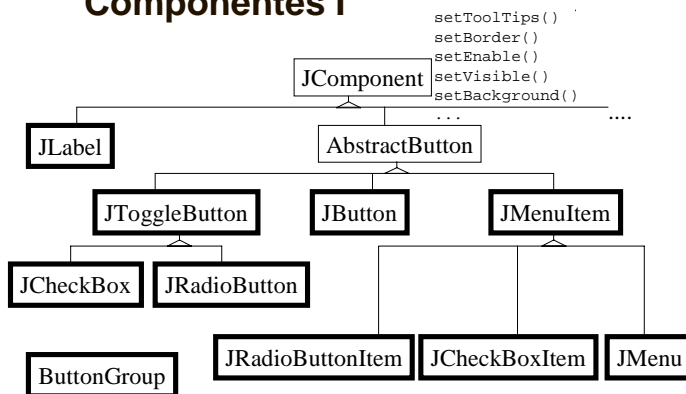 Componentes I
setToolTips()
setBorder()
setEnable()
setVisible()
setBackground()
...
JComponent
....
JLabel
AbstractButton
JToggleButton
JButton
JMenuItem
JCheckBox
JRadioButton
JRadioButtonItem
JCheckBoxItem
JMenu
ButtonGroup